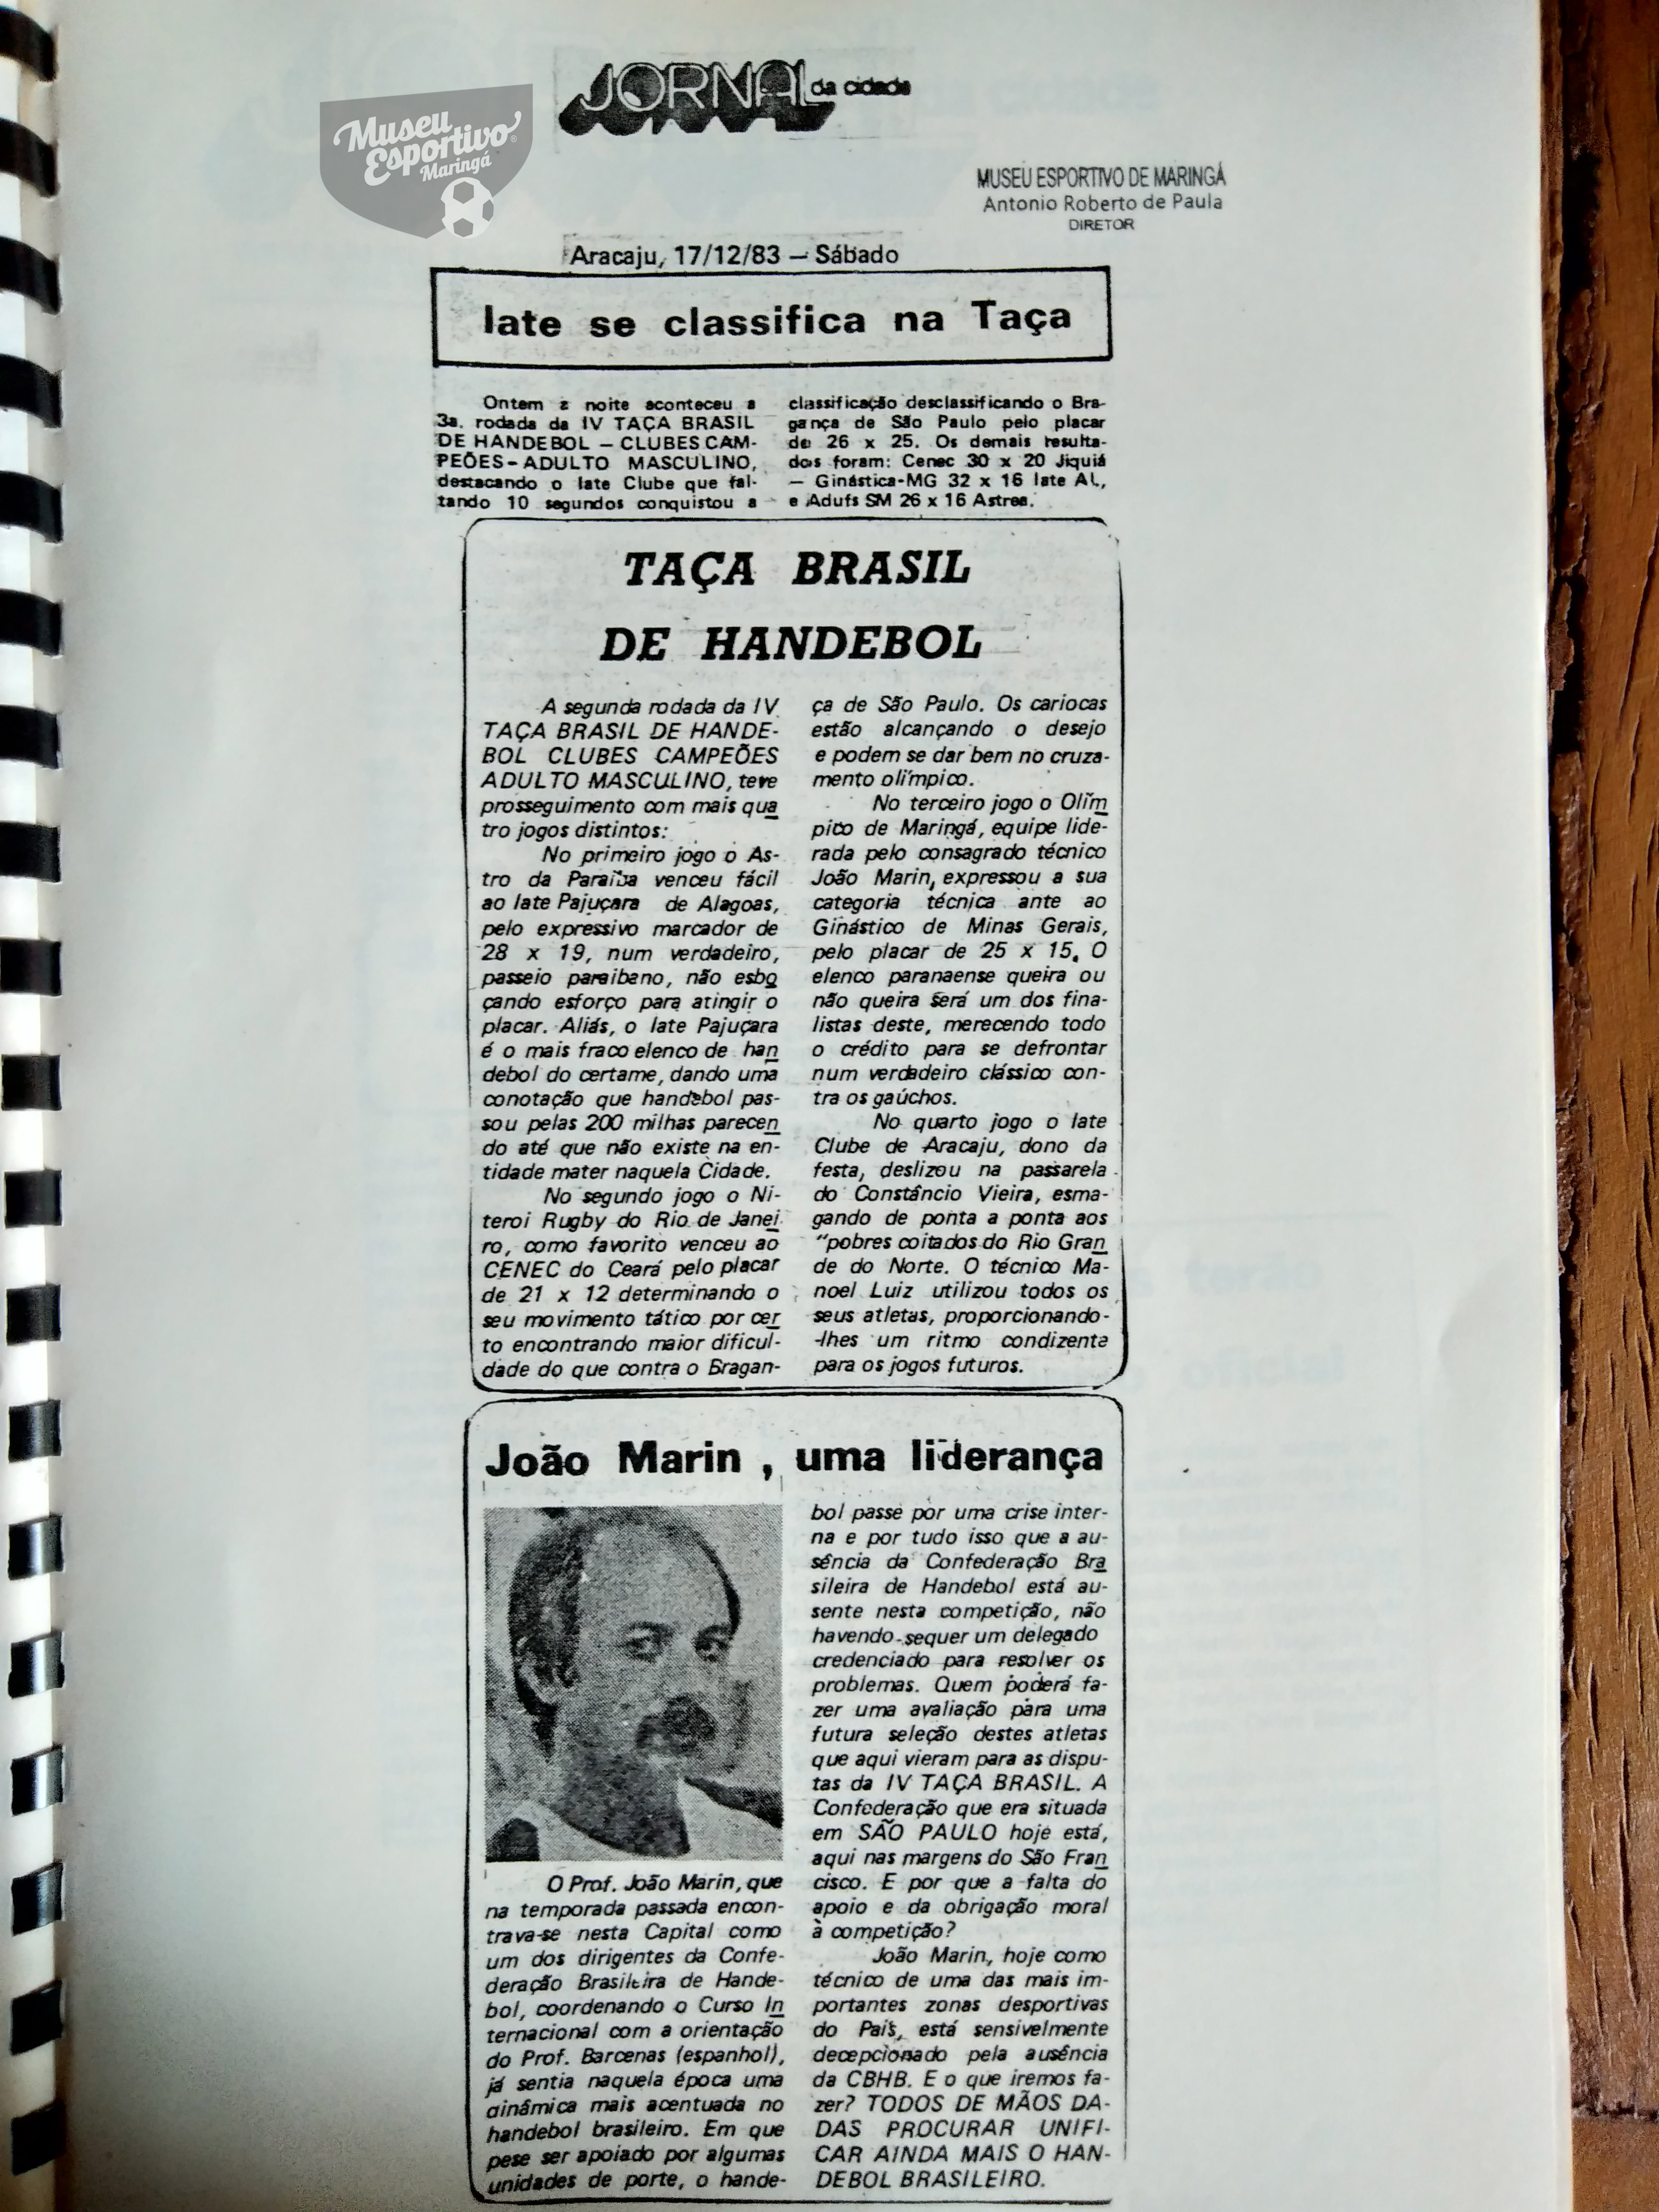 JORNAL da cidade
Museu
Esportivo
Maringá
MUSEU ESPORTIVO DE MARINGÁ
Antonio Roberto de Paula
DIRETOR
Aracaju, 17/12/83 — Sábado
Iate se classifica na Taça
Ontem a noite aconteceu a
3a. rodada da IV TAÇA BRASIL
DE HANDEBOL — CLUBES CAM-
PEÕES-ADULTO MASCULINO,
destacando o Iate Clube que fal-
tando 10 segundos conquistou a
classificação desclassificando o Bra-
gança de São Paulo pelo placar
de 26 x 25. Os demais resulta-
dos foram: Cenec 30 x 20 Jiquiá
— Ginástica-MG 32 x 16 Iate AL,
e Adufs SM 26 x 16 Astrea.
TAÇA BRASIL
DE HANDEBOL
A segunda rodada da IV
TAÇA BRASIL DE HANDE-
BOL CLUBES CAMPEÕES
ADULTO MASCULINO, teve
prosseguimento com mais qua
tro jogos distintos:
No primeiro jogo o As-
tro da Paraíba venceu fácil
ao Iate Pajuçara de Alagoas,
pelo expressivo marcador de
28 x 19, num verdadeiro,
passeio paraibano, não esbo
çando esforço para atingir o
placar. Aliás, o Iate Pajuçara
é o mais fraco elenco de han
debol do certame, dando uma
conotação que handebol pas-
sou pelas 200 milhas parecen
do até que não existe na en-
tidade mater naquela Cidade.
No segundo jogo o Ni-
teroi Rugby do Rio de Janei
ro, como favorito venceu ao
CENEC do Ceará pelo placar
de 21 x 12 determinando o
seu movimento tático por cer
to encontrando maior dificul-
dade do que contra o Bragan-
ça de São Paulo. Os cariocas
estão alcançando o desejo
e podem se dar bem no cruza-
mento olímpico.
No terceiro jogo o Olím
pico de Maringá, equipe lide-
rada pelo consagrado técnico
João Marin, expressou a sua
categoria técnica ante ao
Ginástico de Minas Gerais,
pelo placar de 25 x 15. O
elenco paranaense queira ou
não queira será um dos fina-
listas deste, merecendo todo
o crédito para se defrontar
num verdadeiro clássico con-
tra os gaúchos.
No quarto jogo o Iate
Clube de Aracaju, dono da
festa, deslizou na passarela
do Constâncio Vieira, esma-
gando de ponta a ponta aos
"pobres coitados do Rio Gran
de do Norte. O técnico Ma-
noel Luiz utilizou todos os
seus atletas, proporcionando-
-lhes um ritmo condizente
para os jogos futuros.
João Marin, uma liderança
O Prof. João Marin, que
na temporada passada encon-
trava-se nesta Capital como
um dos dirigentes da Confe-
deração Brasileira de Hande-
bol, coordenando o Curso In
ternacional com a orientação
do Prof. Barcenas (espanhol),
já sentia naquela época uma
dinâmica mais acentuada no
handebol brasileiro. Em que
pese ser apoiado por algumas
unidades de porte, o hande-
bol passe por uma crise inter-
na e por tudo isso que a au-
sência da Confederação Bra
sileira de Handebol está au-
sente nesta competição, não
havendo sequer um delegado
credenciado para resolver os
problemas. Quem poderá fa-
zer uma avaliação para uma
futura seleção destes atletas
que aqui vieram para as dispu-
tas da IV TAÇA BRASIL. A
Confederação que era situada
em SÃO PAULO hoje está,
aqui nas margens do São Fran
cisco. E por que a falta do
apoio e da obrigação moral
à competição?
João Marin, hoje como
técnico de uma das mais im-
portantes zonas desportivas
do País, está sensivelmente
decepcionado pela ausência
da CBHB. E o que iremos fa-
zer? TODOS DE MÃOS DA-
DAS PROCURAR UNIFI-
CAR AINDA MAIS O HAN-
DEBOL BRASILEIRO.